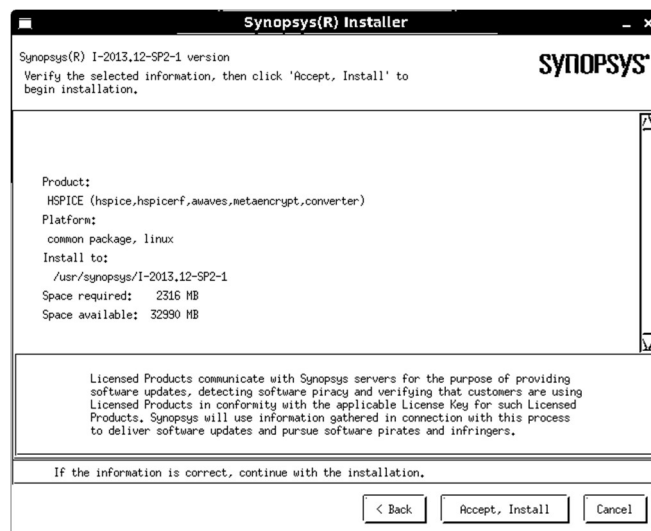 Synopsys(R) Installer
Synopsys(R) I-2013.12-SP2-1 version
Verify the selected information, then click 'Accept, Install' to
begin installation.
SYNOPSYS
Product:
HSPICE (hspice,hspicerf,awaves,metaencrypt,converter)
Platform:
common package, linux
Install to:
/usr/synopsys/I-2013.12-SP2-1
Space required: 2316 MB
Space available: 32990 MB
Licensed Products communicate with Synopsys servers for the purpose of providing
software updates, detecting software piracy and verifying that customers are using
Licensed Products in conformity with the applicable License Key for such Licensed
Products. Synopsys will use information gathered in connection with this process
to deliver software updates and pursue software pirates and infringers.
If the information is correct, continue with the installation.
< Back
Accept, Install
Cancel